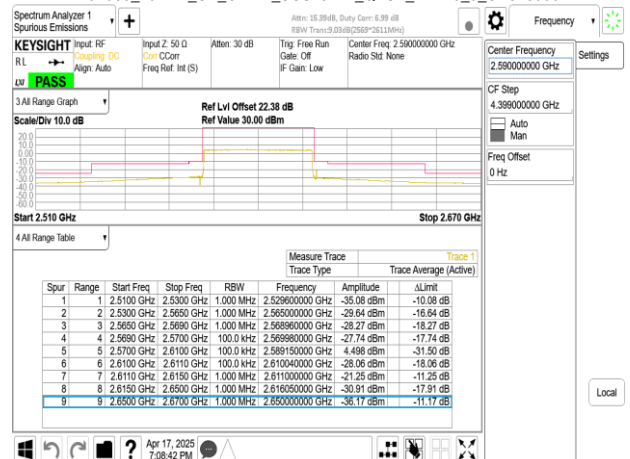 Spectrum Analyzer 1
Spurious Emissions
Attn: 15.39dB, Duty Corr: 6.99 dB
RBW Trans:9.03dB(2569~2611MHz)
Frequency
KEYSIGHT
RL
LXI
PASS
Input: RF
Coupling: DC
Align: Auto
Input Z: 50 Ω
Corr CCorr
Freq Ref: Int (S)
Atten: 30 dB
Trig: Free Run
Gate: Off
IF Gain: Low
Center Freq: 2.590000000 GHz
Radio Std: None
Center Frequency
2.590000000 GHz
Settings
CF Step
4.399000000 GHz
Auto
Man
Freq Offset
0 Hz
3 All Range Graph
Scale/Div 10.0 dB
Ref Lvl Offset 22.38 dB
Ref Value 30.00 dBm
20.0
10.0
0.00
-10.0
-20.0
-30.0
-40.0
-50.0
-60.0
Start 2.510 GHz
Stop 2.670 GHz
4 All Range Table
Measure Trace Trace 1
Trace Type Trace Average (Active)
Spur Range Start Freq Stop Freq RBW Frequency Amplitude ΔLimit
1 1 2.5100 GHz 2.5300 GHz 1.000 MHz 2.529600000 GHz -35.08 dBm -10.08 dB
2 2 2.5300 GHz 2.5650 GHz 1.000 MHz 2.565000000 GHz -29.64 dBm -16.64 dB
3 3 2.5650 GHz 2.5690 GHz 1.000 MHz 2.568960000 GHz -28.27 dBm -18.27 dB
4 4 2.5690 GHz 2.5700 GHz 100.0 kHz 2.569980000 GHz -27.74 dBm -17.74 dB
5 5 2.5700 GHz 2.6100 GHz 100.0 kHz 2.589150000 GHz 4.498 dBm -31.50 dB
6 6 2.6100 GHz 2.6110 GHz 100.0 kHz 2.610040000 GHz -28.06 dBm -18.06 dB
7 7 2.6110 GHz 2.6150 GHz 1.000 MHz 2.611000000 GHz -21.25 dBm -11.25 dB
8 8 2.6150 GHz 2.6500 GHz 1.000 MHz 2.616050000 GHz -30.91 dBm -17.91 dB
9 9 2.6500 GHz 2.6700 GHz 1.000 MHz 2.650000000 GHz -36.17 dBm -11.17 dB
Local
Apr 17, 2025
7:08:42 PM